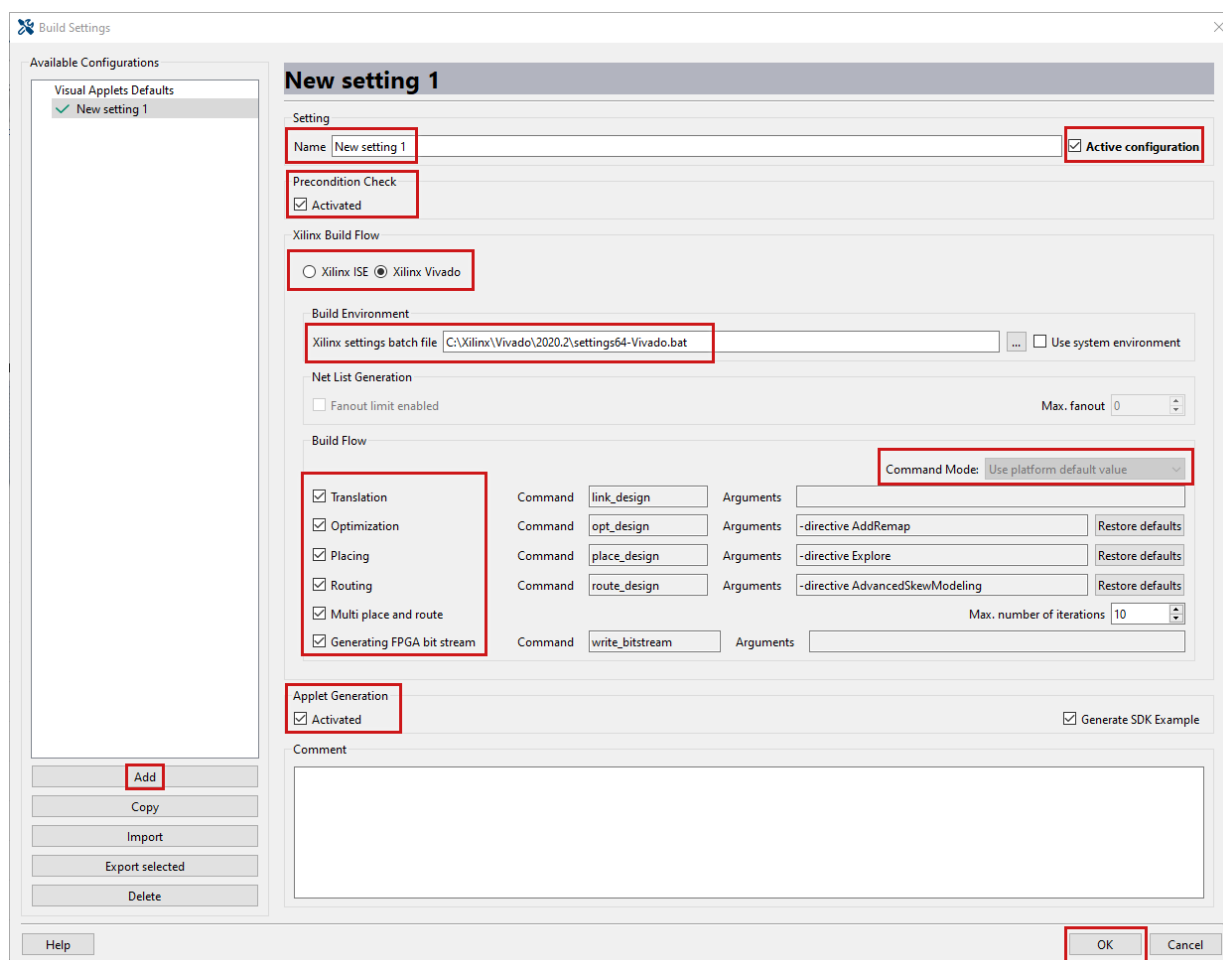 Build Settings
Available Configurations
Visual Applets Defaults
New setting 1
Add
Copy
Import
Export selected
Delete
New setting 1
Setting
Name New setting 1 Active configuration
Precondition Check
Activated
Xilinx Build Flow
Xilinx ISE Xilinx Vivado
Build Environment
Xilinx settings batch file C:\Xilinx\Vivado\2020.2\settings64-Vivado.bat ... Use system environment
Net List Generation
Fanout limit enabled Max. fanout 0
Build Flow
Command Mode: Use platform default value
Translation Command link_design Arguments
Optimization Command opt_design Arguments -directive AddRemap Restore defaults
Placing Command place_design Arguments -directive Explore Restore defaults
Routing Command route_design Arguments -directive AdvancedSkewModeling Restore defaults
Multi place and route Max. number of iterations 10
Generating FPGA bit stream Command write_bitstream Arguments
Applet Generation
Activated Generate SDK Example
Comment
Help OK Cancel